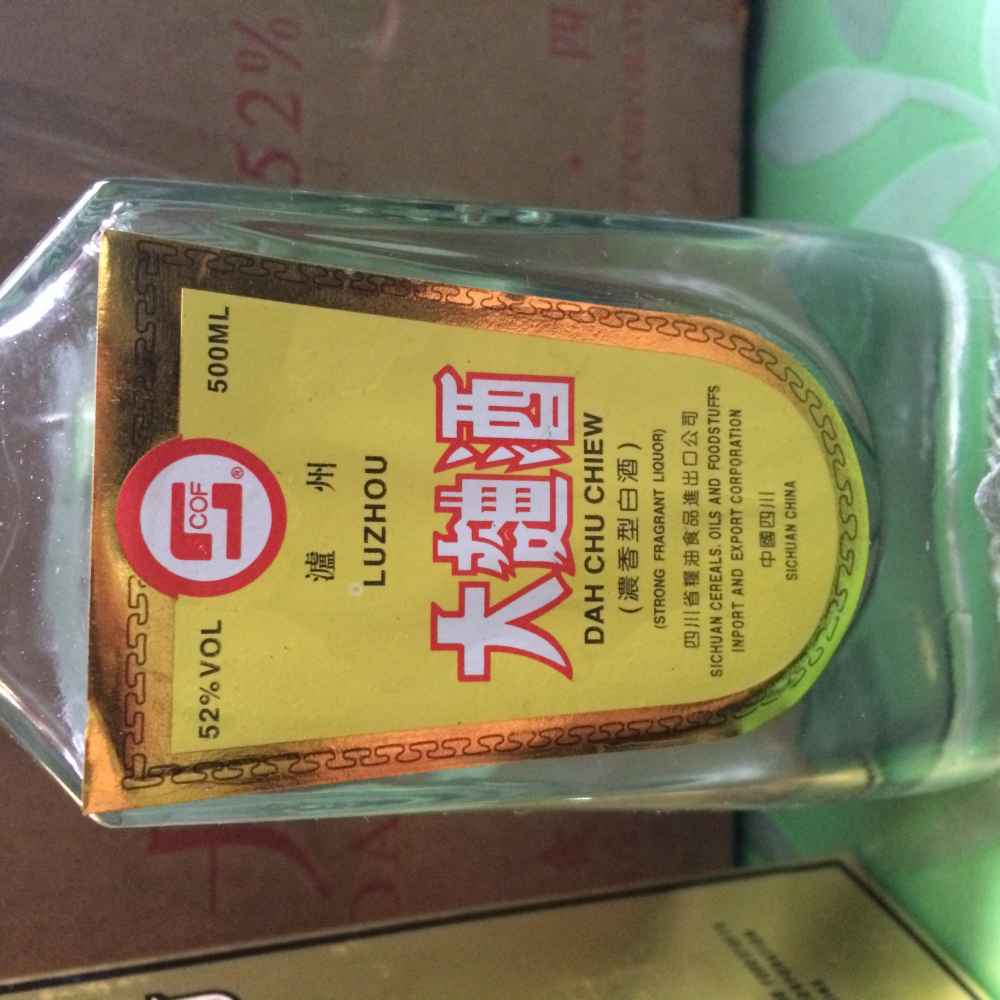 52%VOL
500ML
COF
®
瀘州
LUZHOU
大麯酒
DAH CHU CHIEW
(濃香型白酒)
(STRONG FRAGRANT LIQUOR)
四川省糧油食品進出口公司
SICHUAN CEREALS. OILS AND FOODSTUFFS
INPORT AND EXPORT CORPORATION
中國四川
SICHUAN CHINA
52%